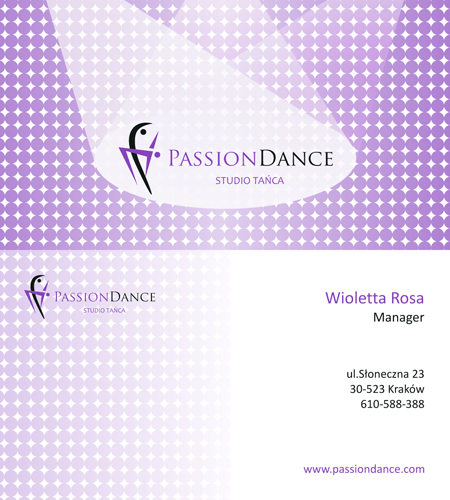 PASSIONDANCE
STUDIO TAŃCA
PASSIONDANCE
STUDIO TAŃCA
Wioletta Rosa
Manager
ul.Słoneczna 23
30-523 Kraków
610-588-388
www.passiondance.com